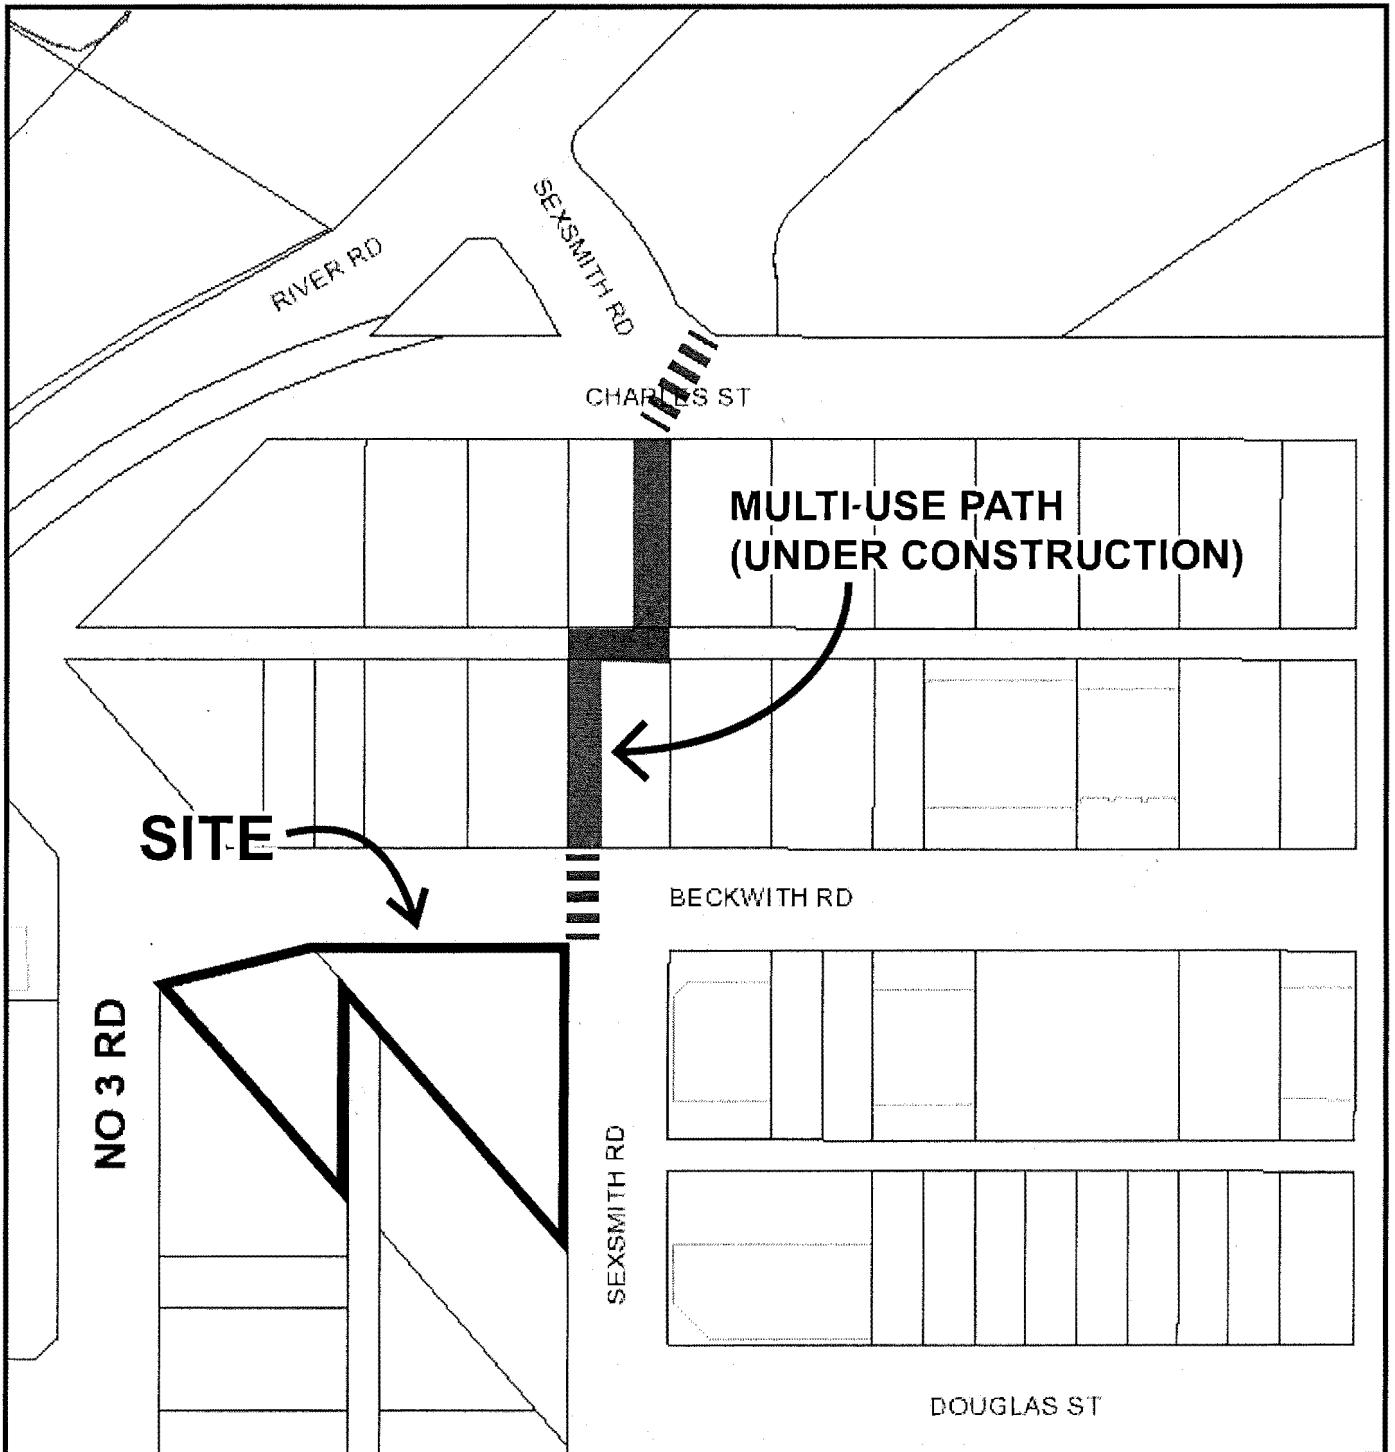 SEXSMITH RD
RIVER RD
CHARLES ST
MULTI-USE PATH
(UNDER CONSTRUCTION)
SITE
BECKWITH RD
NO 3 RD
SEXSMITH RD
DOUGLAS ST